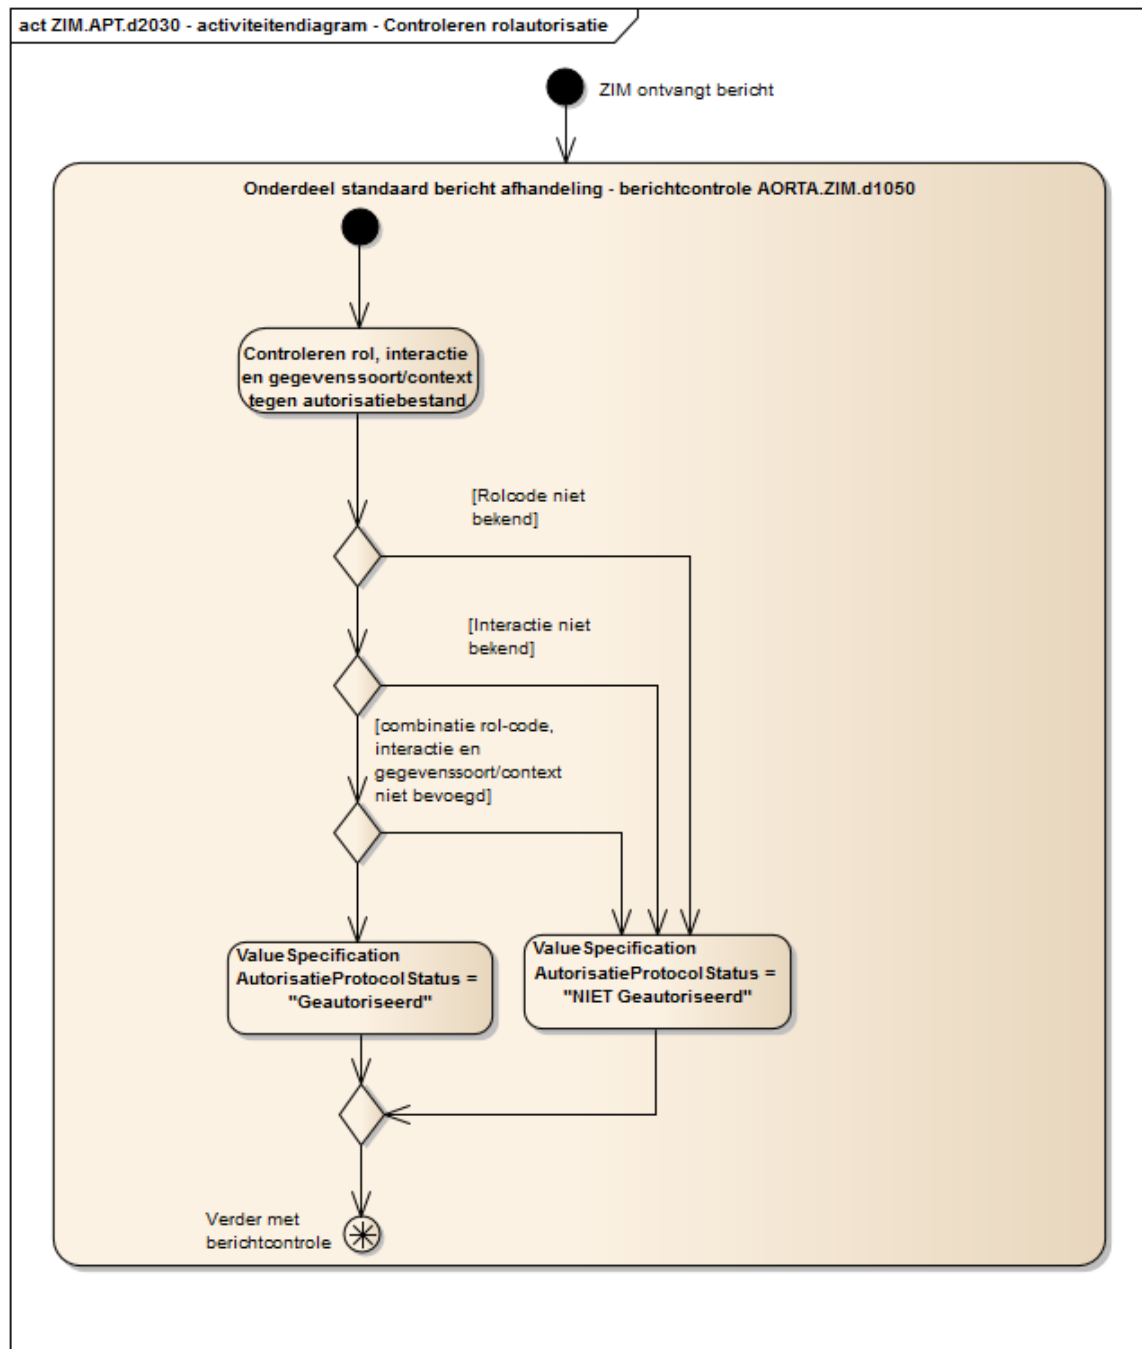 act ZIM.APT.d2030 - activiteitendiagram - Controleren rolautorisatie
ZIM ontvangt bericht
Onderdeel standaard bericht afhandeling - berichtcontrole AORTA.ZIM.d1050
Controleren rol, interactie
en gegevenssoort/context
tegen autorisatiebestand
[Rolcode niet
bekend]
[Interactie niet
bekend]
[combinatie rol-code,
interactie en
gegevenssoort/context
niet bevoegd]
ValueSpecification
AutorisatieProtocolStatus =
"Geautoriseerd"
ValueSpecification
AutorisatieProtocolStatus =
"NIET Geautoriseerd"
Verder met
berichtcontrole